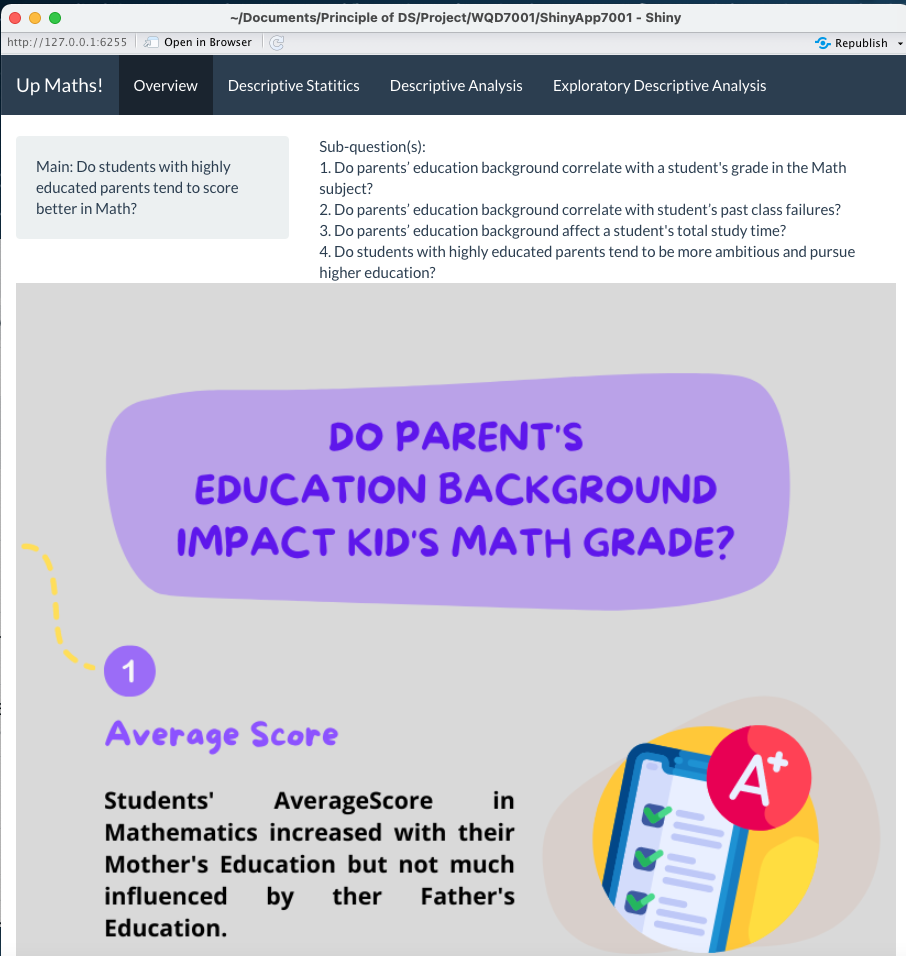 ~/Documents/Principle of DS/Project/WQD7001/ShinyApp7001 - Shiny
http://127.0.0.1:6255 Open in Browser Republish
Up Maths! Overview Descriptive Statitics Descriptive Analysis Exploratory Descriptive Analysis
Main: Do students with highly
educated parents tend to score
better in Math?
Sub-question(s):
1. Do parents’ education background correlate with a student's grade in the Math
subject?
2. Do parents’ education background correlate with student’s past class failures?
3. Do parents’ education background affect a student's total study time?
4. Do students with highly educated parents tend to be more ambitious and pursue
higher education?
DO PARENT'S
EDUCATION BACKGROUND
IMPACT KID'S MATH GRADE?
1
Average Score
Students' AverageScore in
Mathematics increased with their
Mother's Education but not much
influenced by ther Father's
Education.
A+